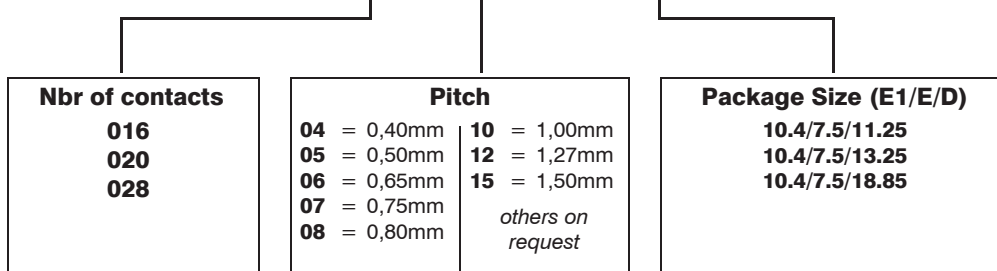 Nbr of contacts
016
020
028
Pitch
04 = 0,40mm
05 = 0,50mm
06 = 0,65mm
07 = 0,75mm
08 = 0,80mm
10 = 1,00mm
12 = 1,27mm
15 = 1,50mm
others on
request
Package Size (E1/E/D)
10.4/7.5/11.25
10.4/7.5/13.25
10.4/7.5/18.85